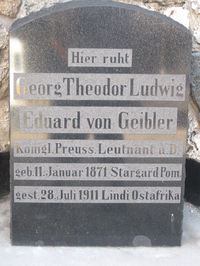 Hier ruht
Georg Theodor Ludwig
Eduard von Geibler
Königl. Preuss. Leutnant a.D.
geb. 11. Januar 1871 Stargard Pom.
gest. 28. Juli 1911 Lindi Ostafrika